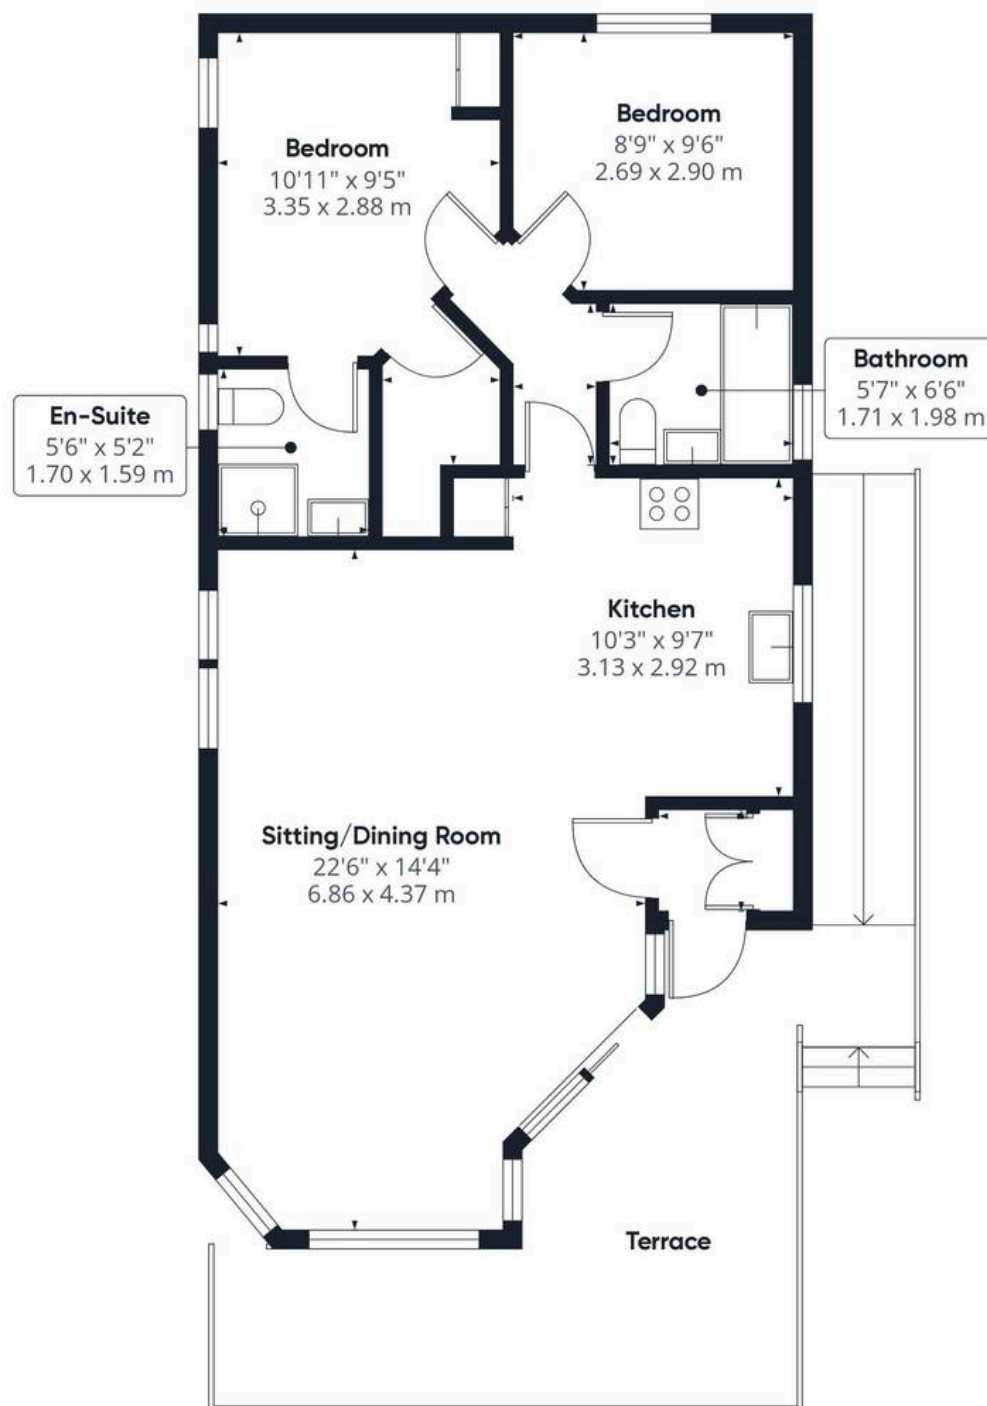 Bedroom
10'11" x 9'5"
3.35 x 2.88 m
Bedroom
8'9" x 9'6"
2.69 x 2.90 m
En-Suite
5'6" x 5'2"
1.70 x 1.59 m
Bathroom
5'7" x 6'6"
1.71 x 1.98 m
Kitchen
10'3" x 9'7"
3.13 x 2.92 m
Sitting/Dining Room
22'6" x 14'4"
6.86 x 4.37 m
Terrace